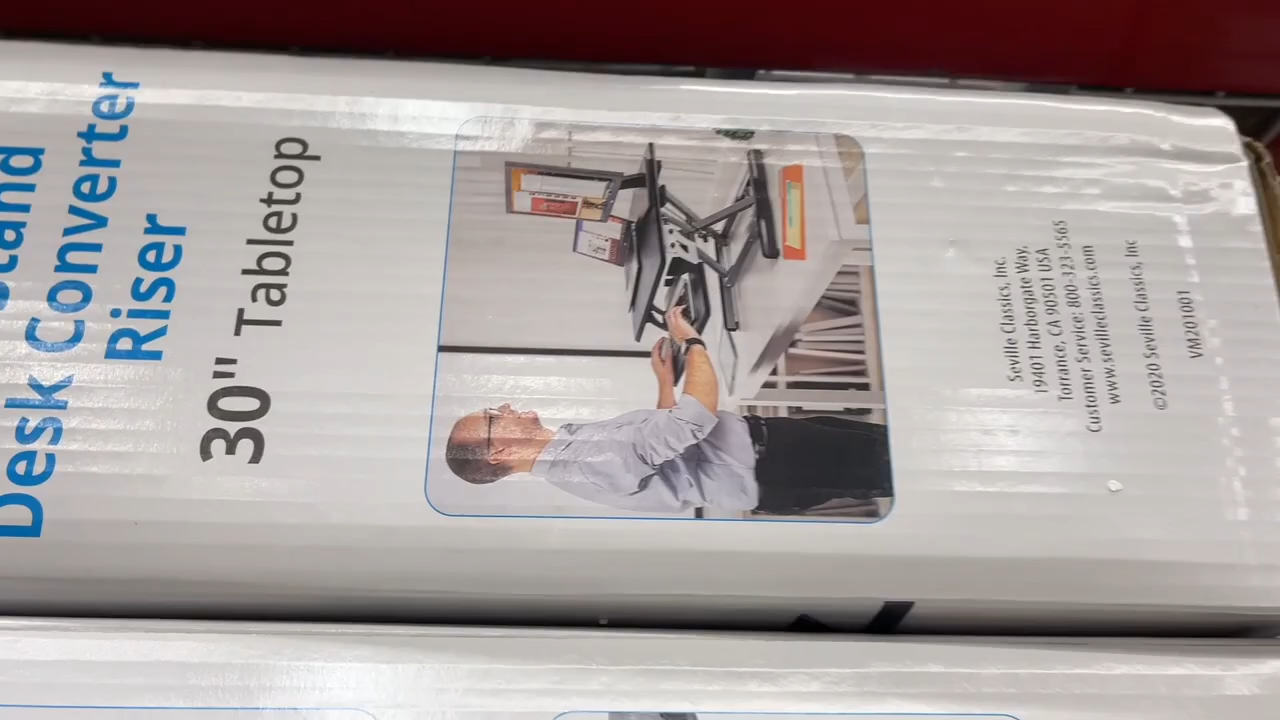 Desk Converter
Riser
30" Tabletop
Seville Classics, Inc.
19401 Harborgate Way,
Torrance, CA 90501 USA
Customer Service: 800-323-5565
www.sevilleclassics.com
©2020 Seville Classics, Inc
VM201001